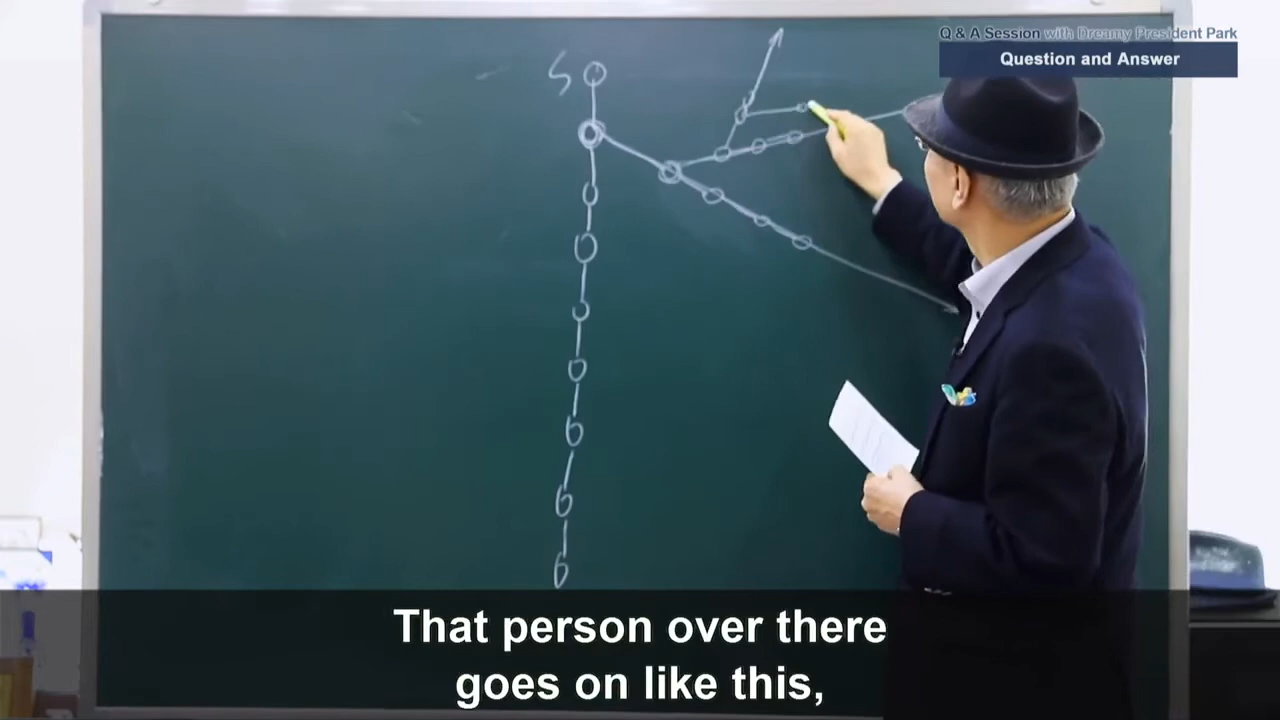 Q & A Session with Dreamy President Park
Question and Answer
S
That person over there
goes on like this,